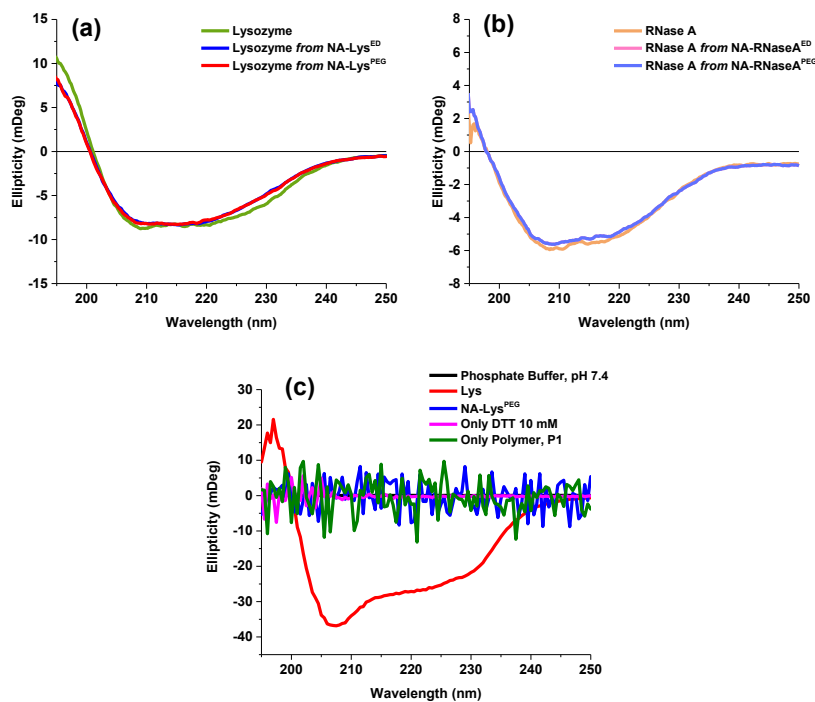 (a)
Lysozyme
Lysozyme from NA-Lys^ED
Lysozyme from NA-Lys^PEG
15
10
5
0
-5
-10
-15
Ellipticity (mDeg)
200 210 220 230 240 250
Wavelength (nm)
(b)
RNase A
RNase A from NA-RNaseA^ED
RNase A from NA-RNaseA^PEG
8
6
4
2
0
-2
-4
-6
-8
Ellipticity (mDeg)
200 210 220 230 240 250
Wavelength (nm)
(c)
Phosphate Buffer, pH 7.4
Lys
NA-Lys^PEG
Only DTT 10 mM
Only Polymer, P1
30
20
10
0
-10
-20
-30
-40
Ellipticity (mDeg)
200 210 220 230 240 250
Wavelength (nm)